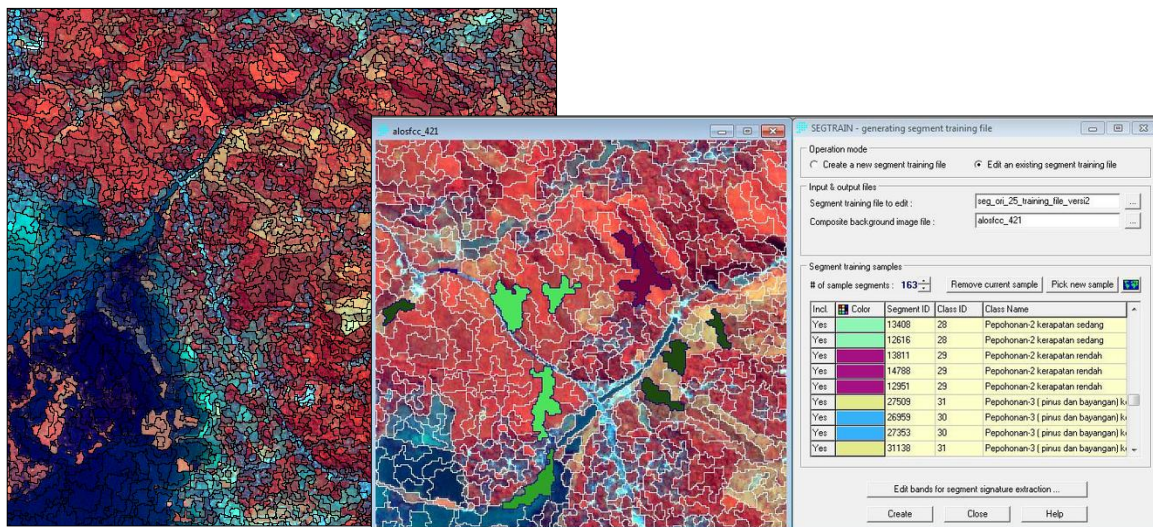 alosfcc_421
SEGTRAIN - generating segment training file
Operation mode
Create a new segment training file
Edit an existing segment training file
Input & output files
Segment training file to edit :
seg_ori_25_training_file_versi2
...
Composite background image file :
alosfcc_421
...
Segment training samples
# of sample segments : 163
Remove current sample
Pick new sample
Incl. Color Segment ID Class ID Class Name
Yes 13408 28 Pepohonan-2 kerapatan sedang
Yes 12616 28 Pepohonan-2 kerapatan sedang
Yes 13811 29 Pepohonan-2 kerapatan rendah
Yes 14788 29 Pepohonan-2 kerapatan rendah
Yes 12951 29 Pepohonan-2 kerapatan rendah
Yes 27509 31 Pepohonan-3 ( pinus dan bayangan) k
Yes 26959 30 Pepohonan-3 ( pinus dan bayangan) k
Yes 27353 30 Pepohonan-3 ( pinus dan bayangan) k
Yes 31138 31 Pepohonan-3 ( pinus dan bayangan) k
Edit bands for segment signature extraction ...
Create
Close
Help